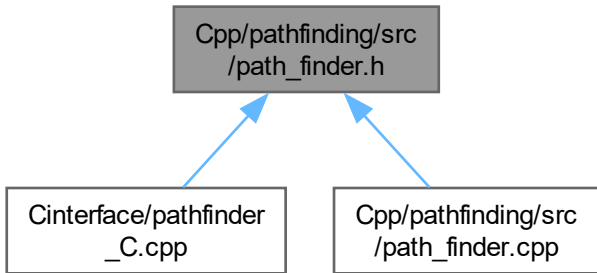 Cpp/pathfinding/src
/path_finder.h
Cinterface/pathfinder
_C.cpp
Cpp/pathfinding/src
/path_finder.cpp